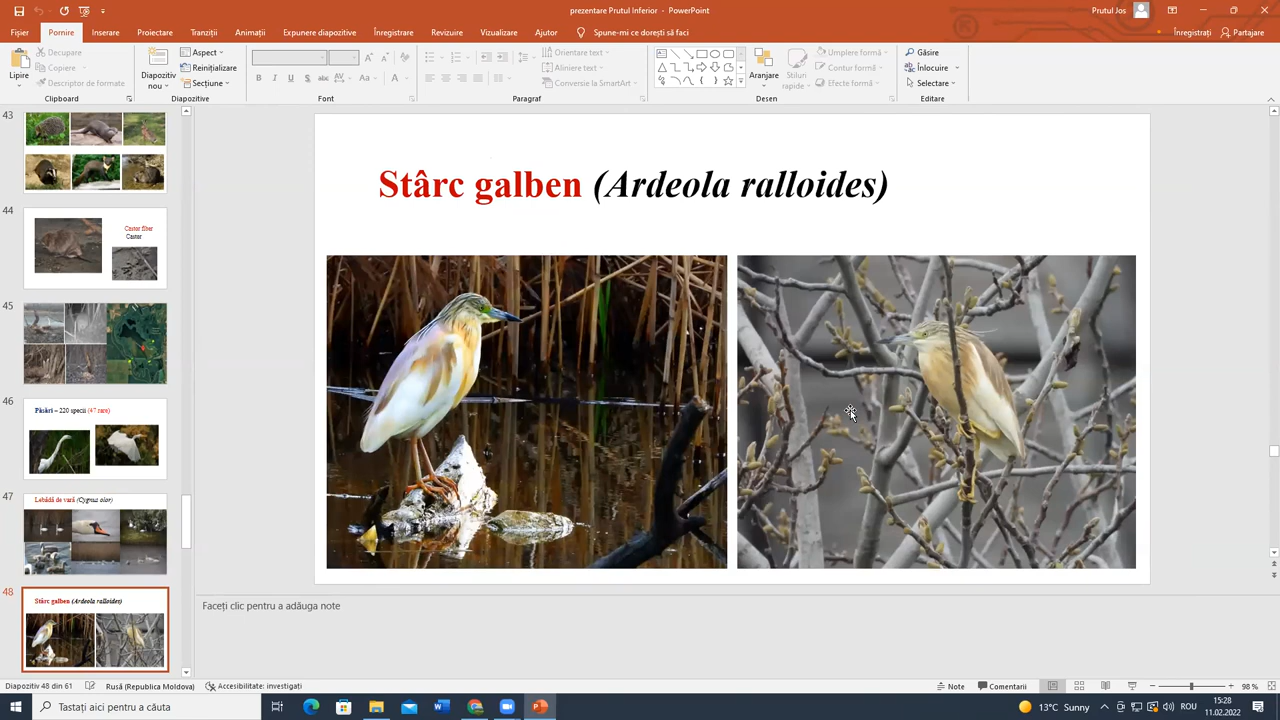 prezentare Prutul Inferior - PowerPoint
Prutul Jos
Fișier Pornire Inserare Proiectare Tranziții Animații Expunere diapozitive Înregistrare Revizuire Vizualizare Ajutor Spune-mi ce dorești să faci
Înregistrați Partajare
Lipire
Decupare
Copiere
Descriptor de formate
Clipboard
Diapozitiv nou
Aspect
Reinițializare
Secțiune
Diapozitive
B I U S abc AV Aa A
Font
Orientare text
Aliniere text
Conversie la SmartArt
Paragraf
Aranjare
Stiluri rapide
Umplere formă
Contur formă
Efecte formă
Desen
Găsire
Înlocuire
Selectare
Editare
43
44
Castor fiber
Castor
45
46
Păsări – 220 specii (47 rare)
47
Lebădă de vară (Cygnus olor)
48
Stârc galben (Ardeola ralloides)
Stârc galben (Ardeola ralloides)
Faceți clic pentru a adăuga note
Diapozitiv 48 din 61 Rusă (Republica Moldova) Accesibilitate: investigați
Note Comentarii 98 %
Tastați aici pentru a căuta
13°C Sunny ROU
15:28
11.02.2022